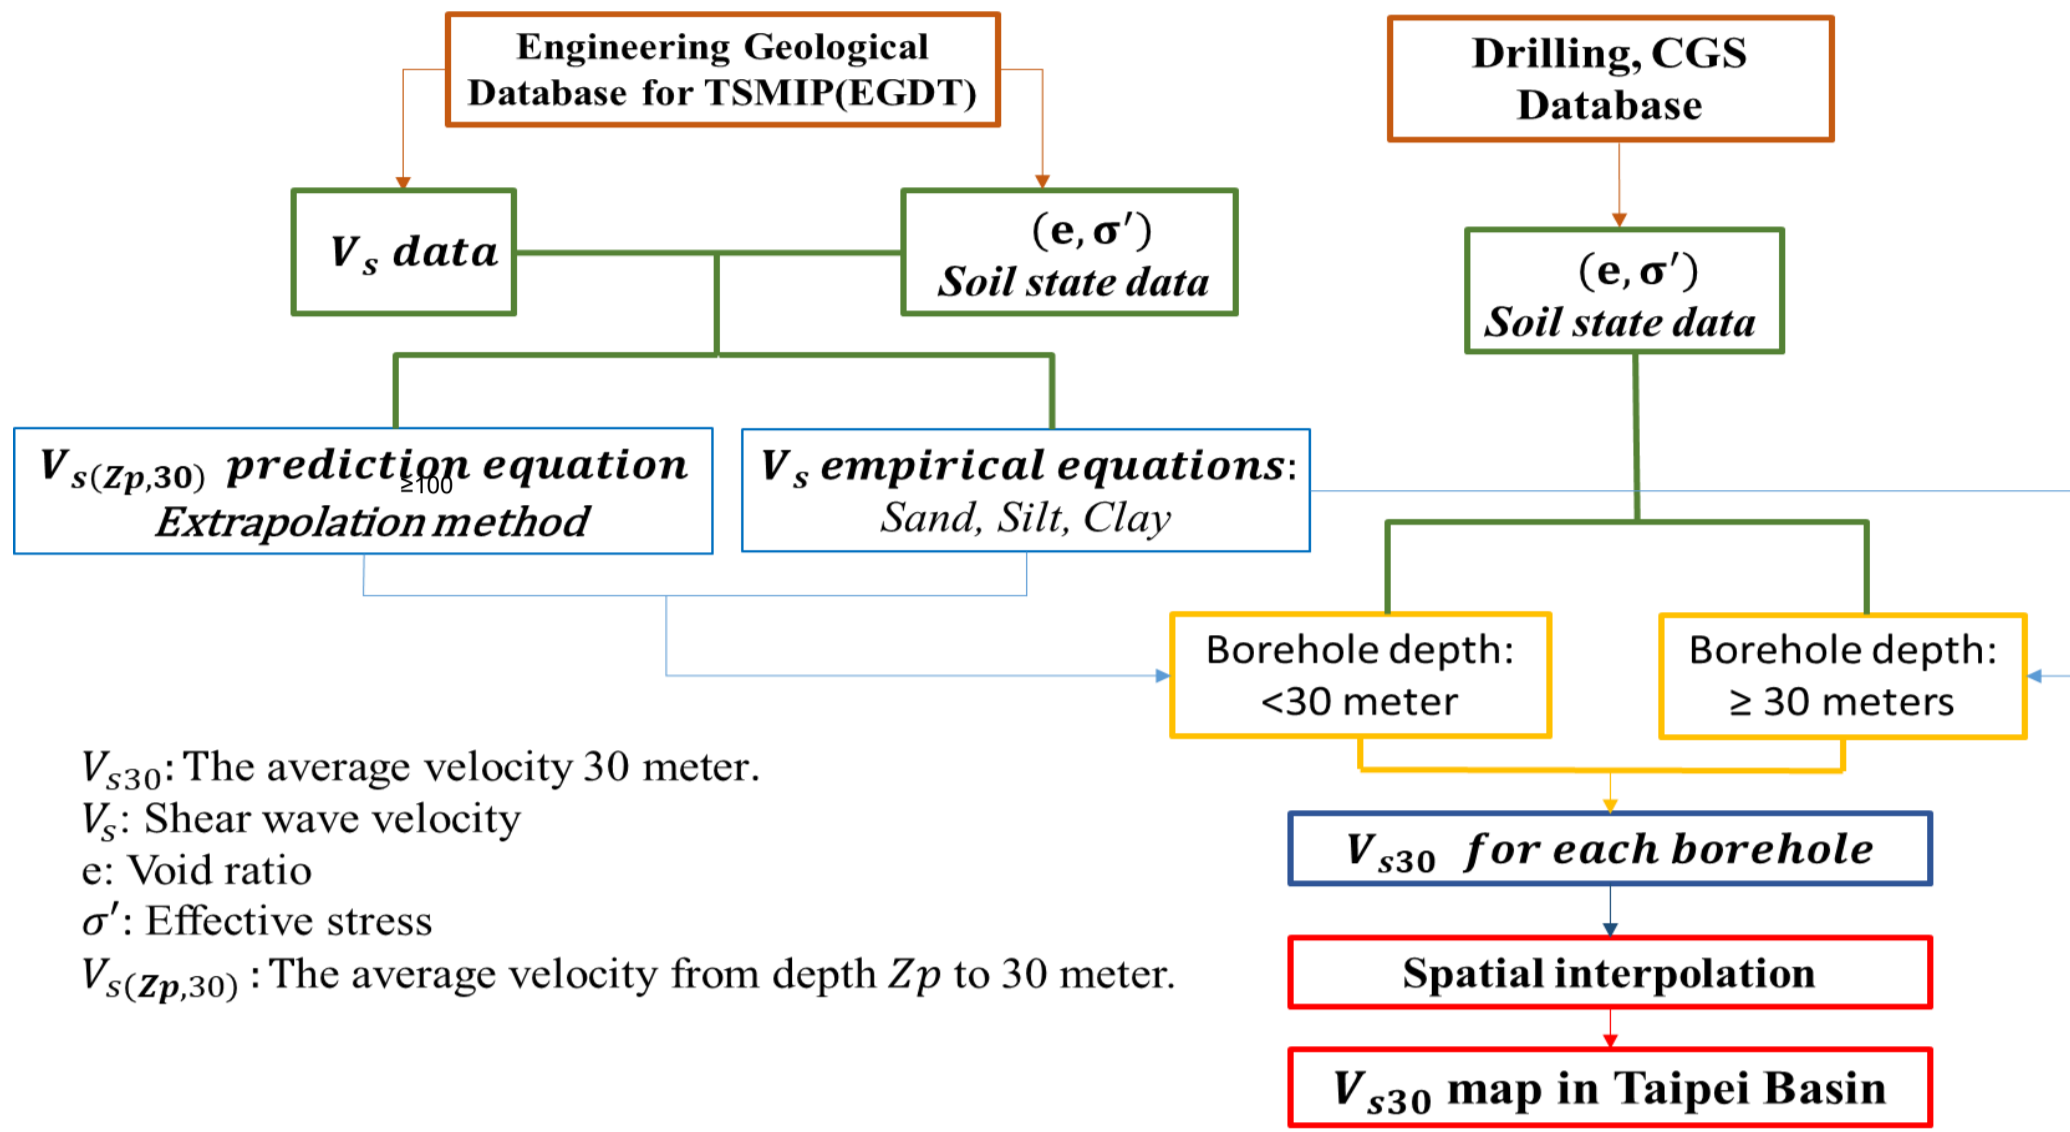 Engineering Geological
Database for TSMIP(EGDT)
Drilling, CGS
Database
Vs data
(e, σ′)
Soil state data
(e, σ′)
Soil state data
Vs(Zp,30) prediction equation
≥100
Extrapolation method
Vs empirical equations:
Sand, Silt, Clay
Borehole depth:
<30 meter
Borehole depth:
≥ 30 meters
Vs30 for each borehole
Spatial interpolation
Vs30 map in Taipei Basin
Vs30: The average velocity 30 meter.
Vs: Shear wave velocity
e: Void ratio
σ′: Effective stress
Vs(Zp,30) : The average velocity from depth Zp to 30 meter.